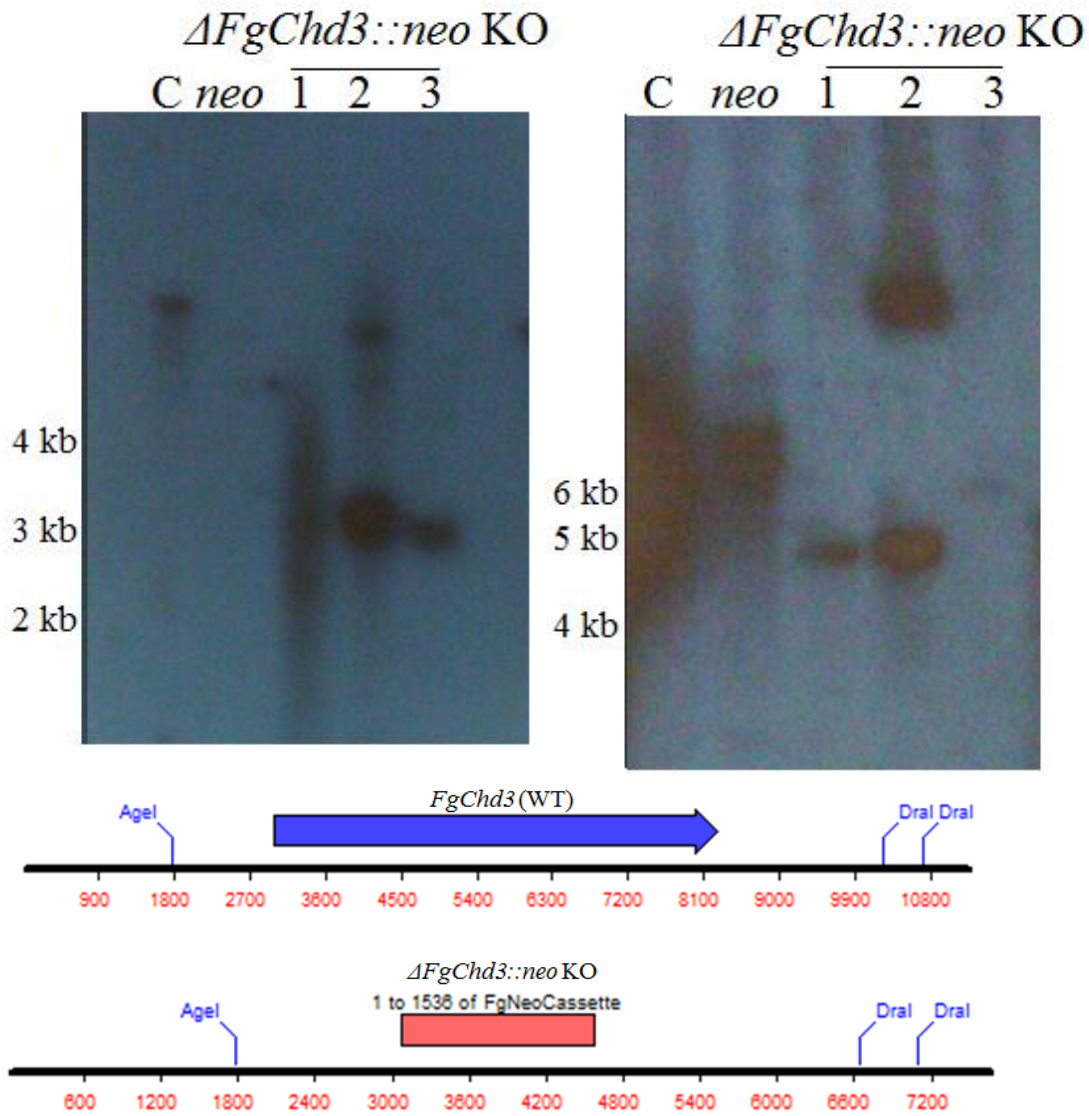 ΔFgChd3::neo KO
C neo 1 2 3
4 kb
3 kb
2 kb
ΔFgChd3::neo KO
C neo 1 2 3
6 kb
5 kb
4 kb
FgChd3 (WT)
AgeI DraI DraI
900 1800 2700 3600 4500 5400 6300 7200 8100 9000 9900 10800
ΔFgChd3::neo KO
1 to 1536 of FgNeoCassette
AgeI DraI DraI
600 1200 1800 2400 3000 3600 4200 4800 5400 6000 6600 7200